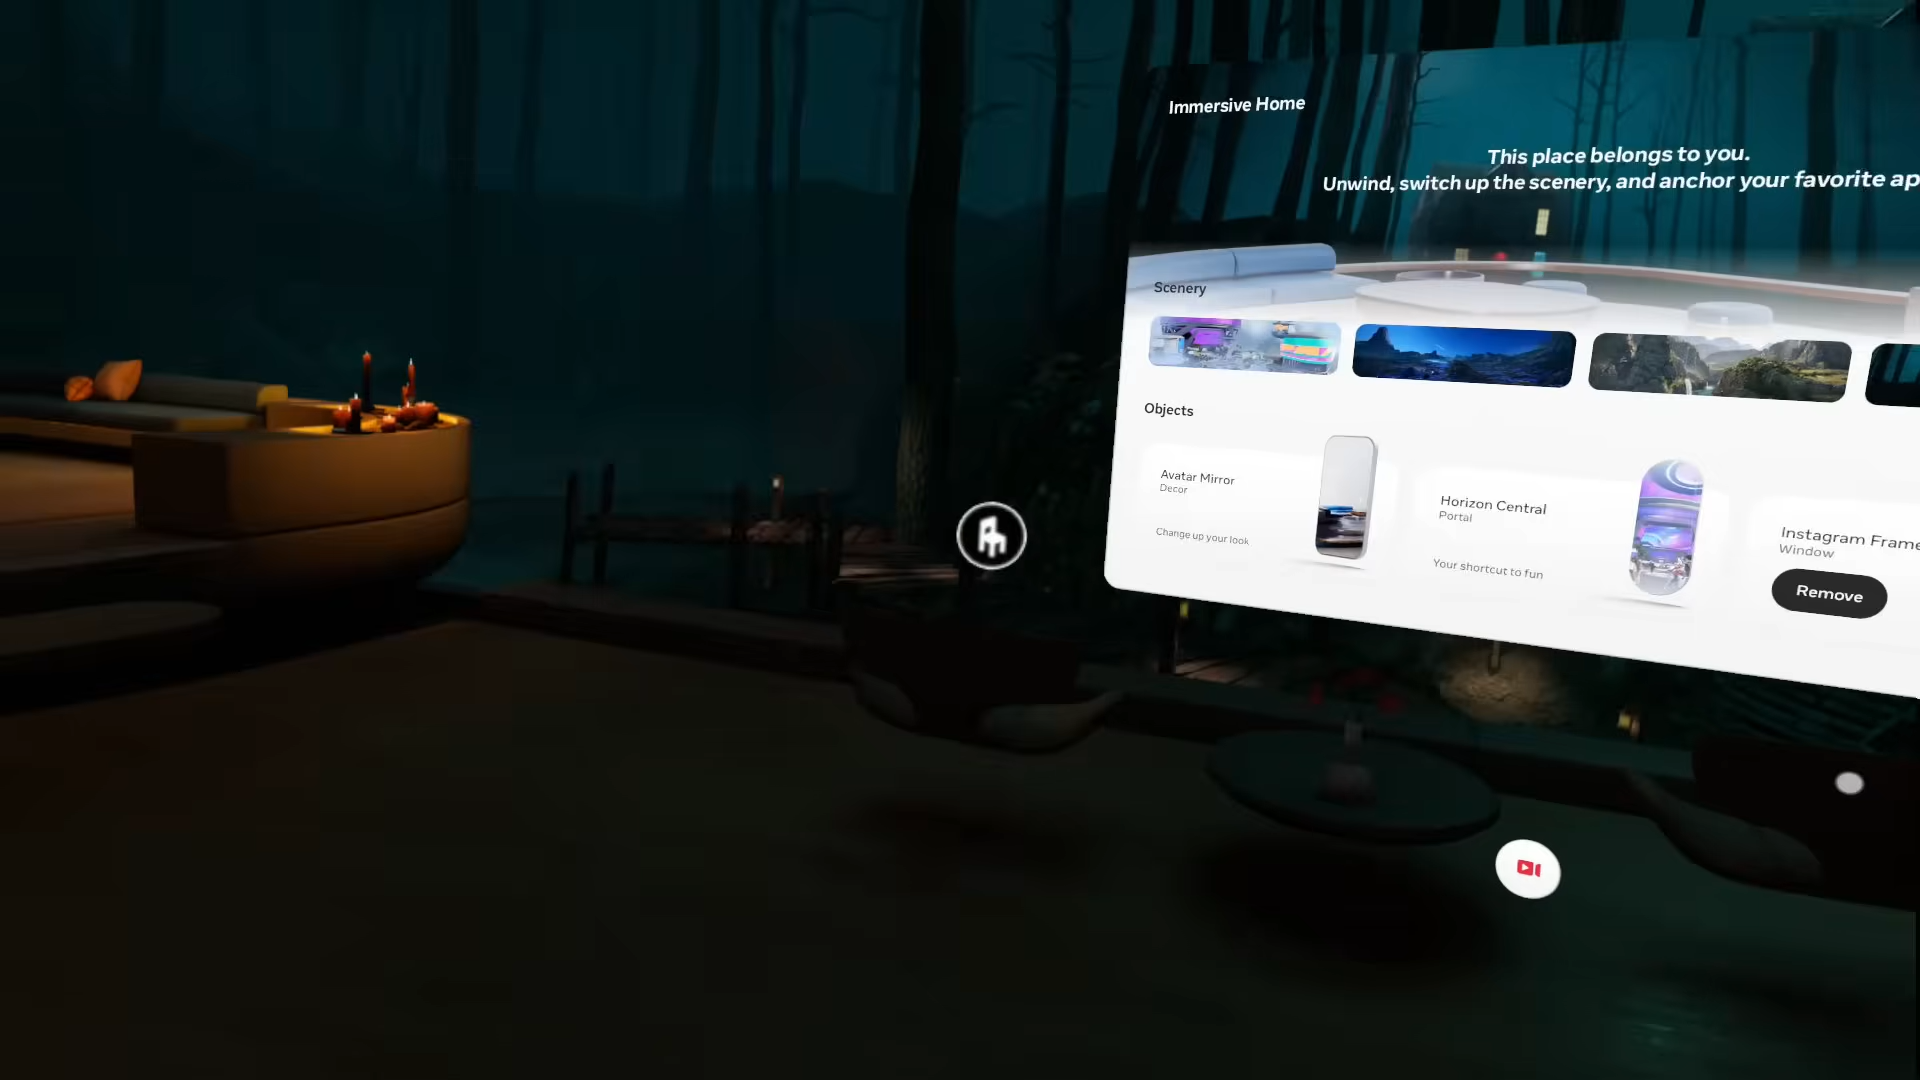 Immersive Home
This place belongs to you.
Unwind, switch up the scenery, and anchor your favorite
Scenery
Objects
Avatar Mirror
Decor
Change up your look
Horizon Central
Portal
Your shortcut to fun
Instagram Frame
Window
Remove